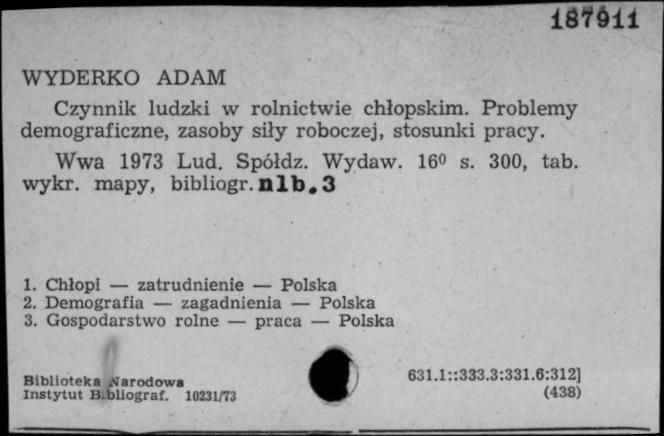 187911
WYDERKO ADAM
Czynnik ludzki w rolnictwie chłopskim. Problemy
demograficzne, zasoby siły roboczej, stosunki pracy.
Wwa 1973 Lud. Spółdz. Wydaw. 16⁰ s. 300, tab.
wykr. mapy, bibliogr. nlb.3
1. Chłopi — zatrudnienie — Polska
2. Demografia — zagadnienia — Polska
3. Gospodarstwo rolne — praca — Polska
Biblioteka Narodowa
Instytut Bibliograf. 10231/73
631.1::333.3:331.6:312]
(438)